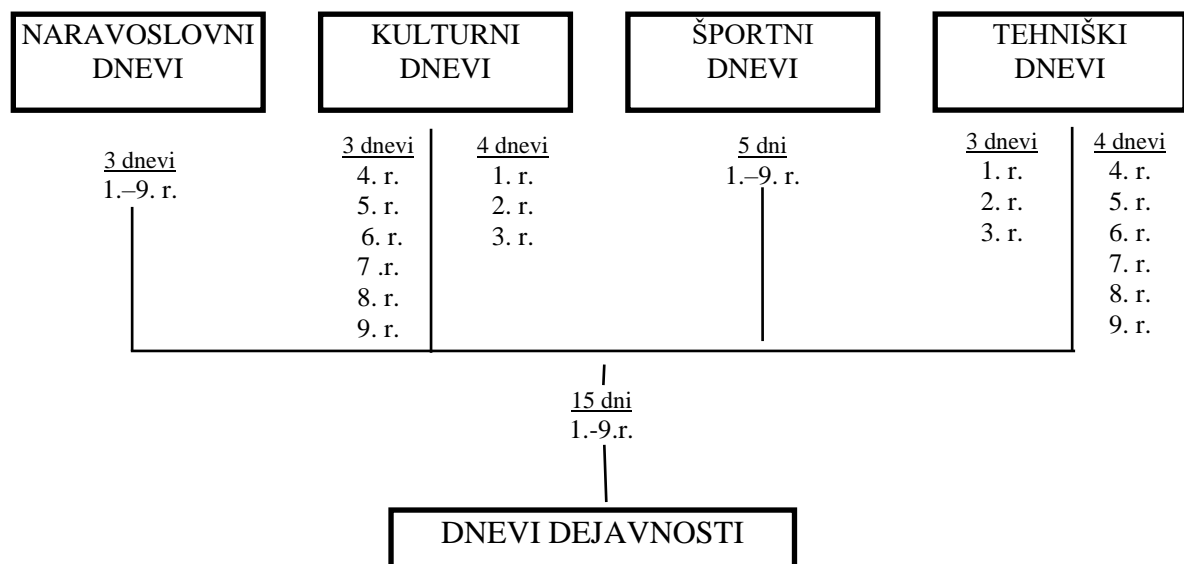 NARAVOSLOVNI
DNEVI
KULTURNI
DNEVI
ŠPORTNI
DNEVI
TEHNIŠKI
DNEVI
3 dnevi
1.–9. r.
3 dnevi
4. r.
5. r.
6. r.
7 .r.
8. r.
9. r.
4 dnevi
1. r.
2. r.
3. r.
5 dni
1.–9. r.
3 dnevi
1. r.
2. r.
3. r.
4 dnevi
4. r.
5. r.
6. r.
7. r.
8. r.
9. r.
15 dni
1.-9.r.
DNEVI DEJAVNOSTI